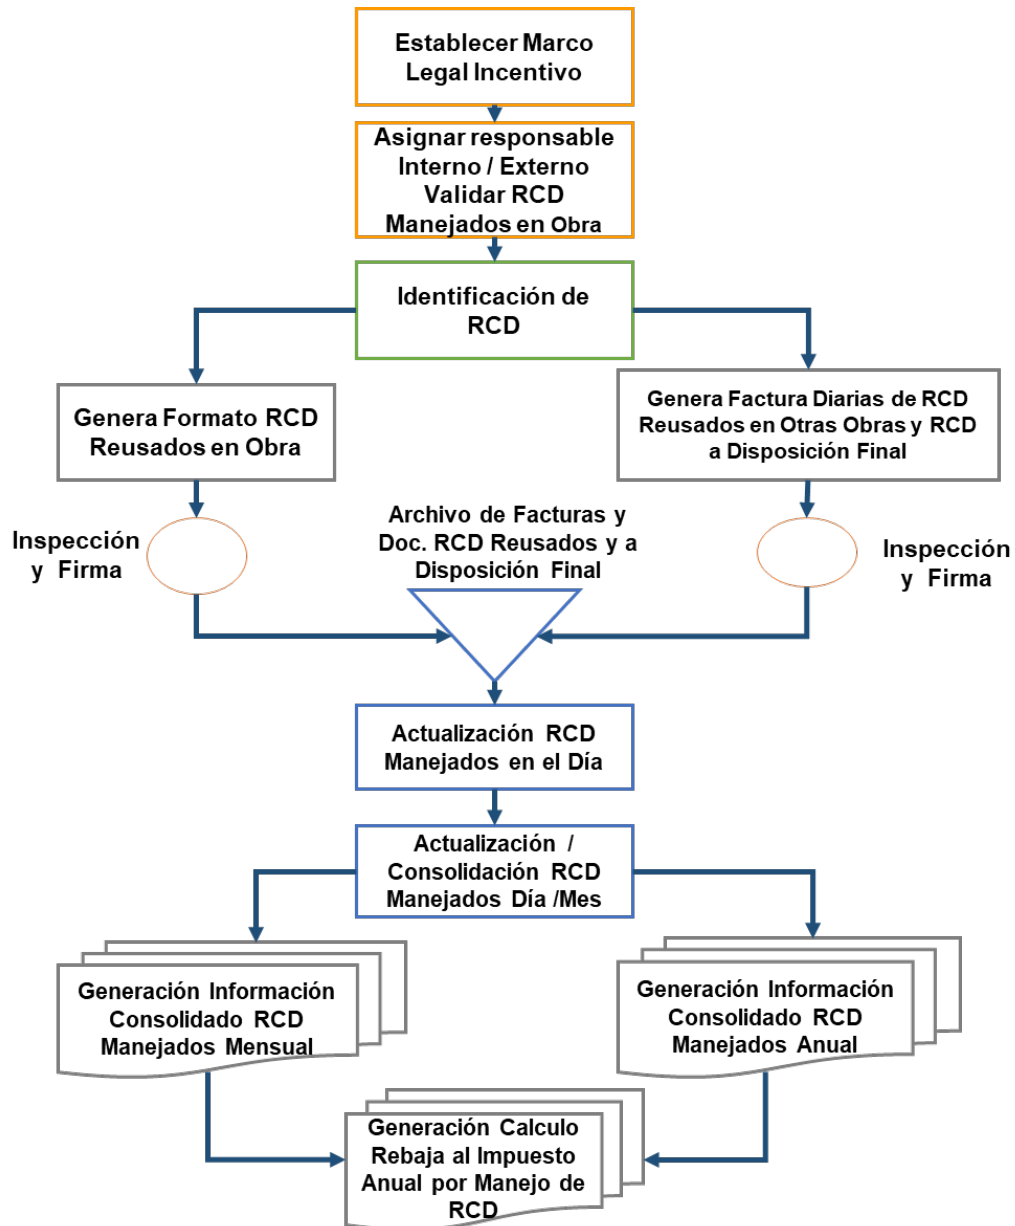 Establecer Marco
Legal Incentivo
Asignar responsable
Interno / Externo
Validar RCD
Manejados en Obra
Identificación de
RCD
Genera Formato RCD
Reusados en Obra
Genera Factura Diarias de RCD
Reusados en Otras Obras y RCD
a Disposición Final
Inspección
y Firma
Archivo de Facturas y
Doc. RCD Reusados y a
Disposición Final
Inspección
y Firma
Actualización RCD
Manejados en el Día
Actualización /
Consolidación RCD
Manejados Día /Mes
Generación Información
Consolidado RCD
Manejados Mensual
Generación Información
Consolidado RCD
Manejados Anual
Generación Calculo
Rebaja al Impuesto
Anual por Manejo de
RCD